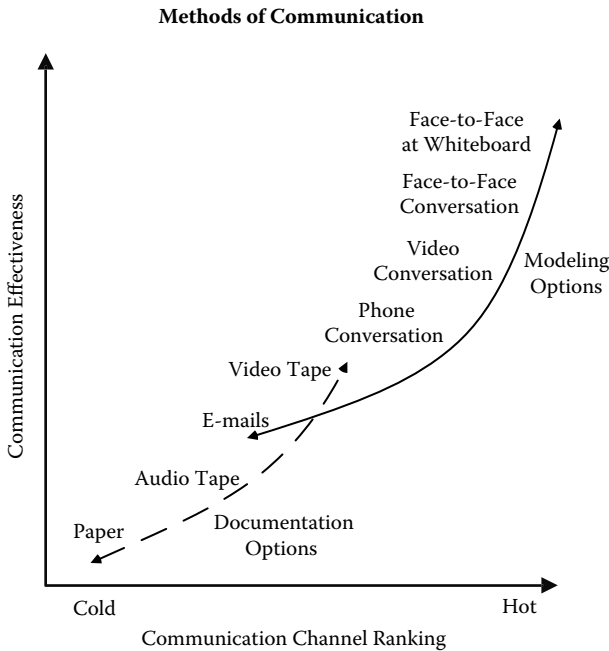 Methods of Communication
Communication Effectiveness
Face-to-Face
at Whiteboard
Face-to-Face
Conversation
Video
Conversation
Modeling
Options
Phone
Conversation
Video Tape
E-mails
Audio Tape
Documentation
Options
Paper
Cold
Hot
Communication Channel Ranking